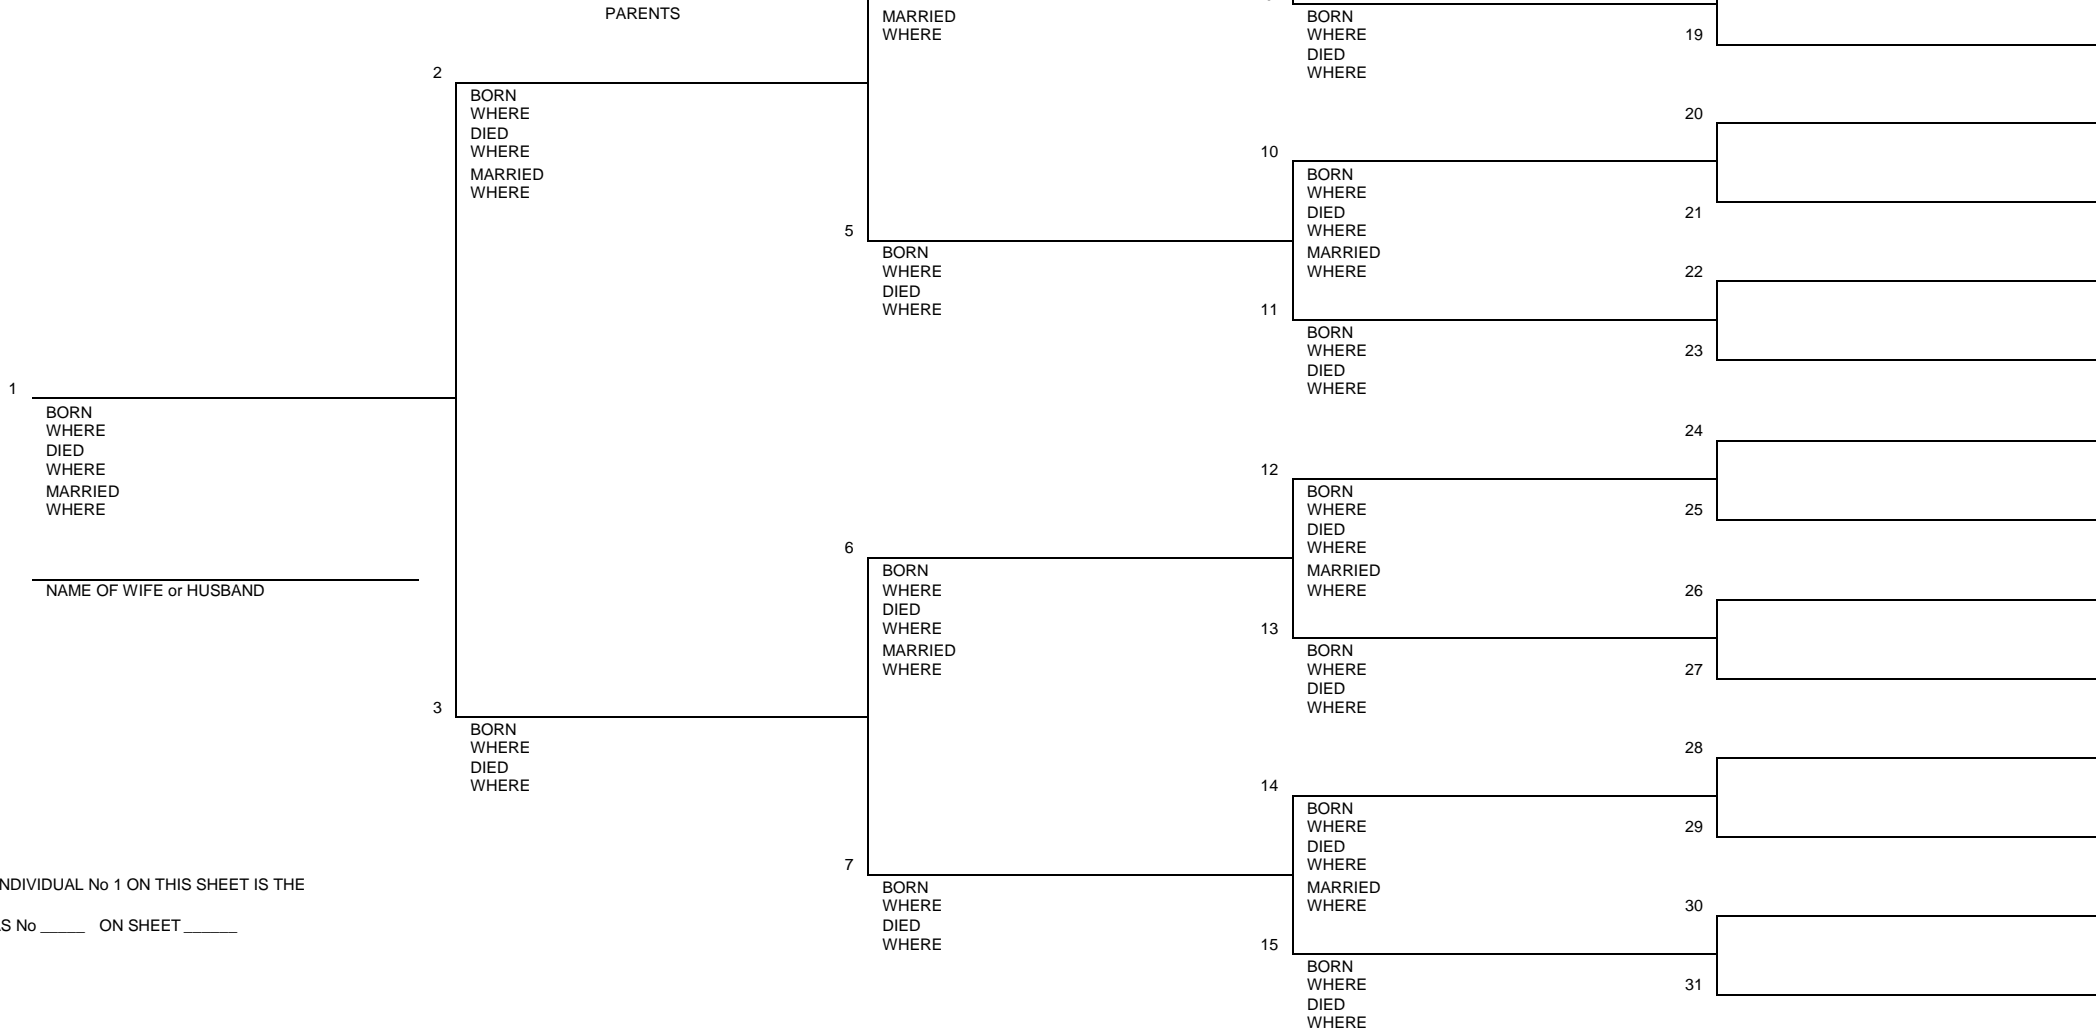 PARENTS
MARRIED
WHERE
BORN
WHERE
DIED
WHERE
19
2
BORN
WHERE
DIED
WHERE
MARRIED
WHERE
20
10
BORN
WHERE
DIED
WHERE
MARRIED
WHERE
21
5
BORN
WHERE
DIED
WHERE
22
11
BORN
WHERE
DIED
WHERE
23
1
BORN
WHERE
DIED
WHERE
MARRIED
WHERE
NAME OF WIFE or HUSBAND
24
12
BORN
WHERE
DIED
WHERE
MARRIED
WHERE
25
6
BORN
WHERE
DIED
WHERE
MARRIED
WHERE
26
13
BORN
WHERE
DIED
WHERE
27
3
BORN
WHERE
DIED
WHERE
28
14
BORN
WHERE
DIED
WHERE
MARRIED
WHERE
29
7
BORN
WHERE
DIED
WHERE
30
15
BORN
WHERE
DIED
WHERE
31
NDIVIDUAL No 1 ON THIS SHEET IS THE
S No _____ ON SHEET ______